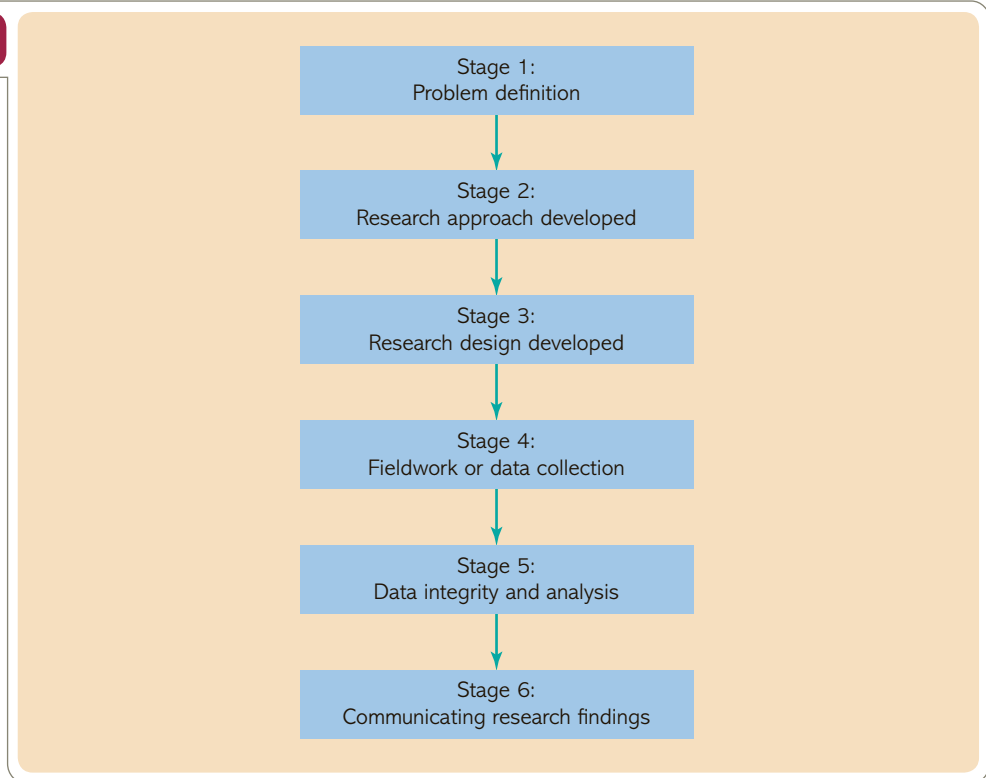 Stage 1:
Problem definition
Stage 2:
Research approach developed
Stage 3:
Research design developed
Stage 4:
Fieldwork or data collection
Stage 5:
Data integrity and analysis
Stage 6:
Communicating research findings